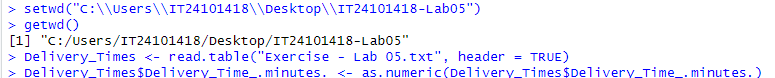 > setwd("C:\\Users\\IT24101418\\Desktop\\IT24101418-Lab05")
> getwd()
[1] "C:/Users/IT24101418/Desktop/IT24101418-Lab05"
> Delivery_Times <- read.table("Exercise - Lab 05.txt", header = TRUE)
> Delivery_Times$Delivery_Time_.minutes. <- as.numeric(Delivery_Times$Delivery_Time_.minutes.)